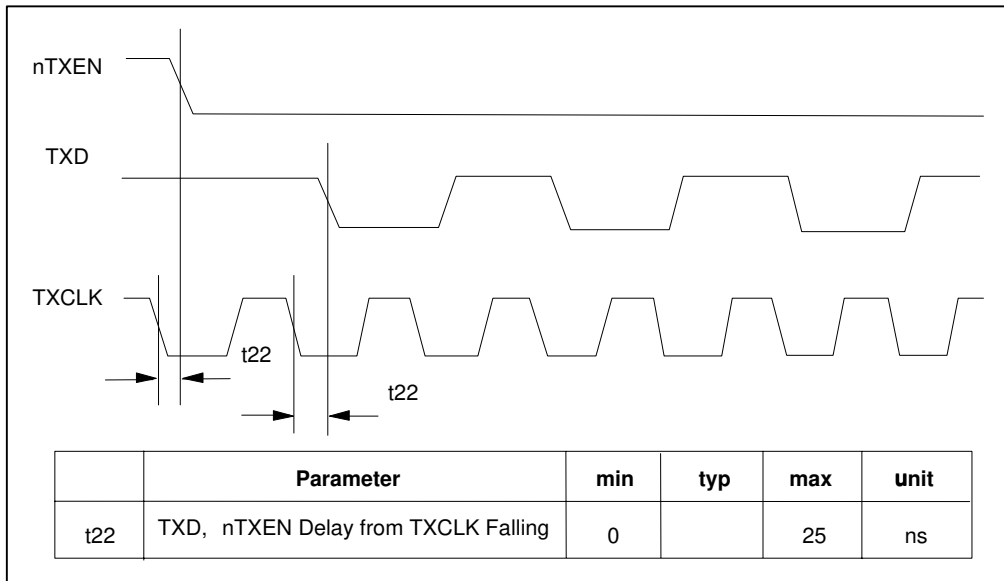 nTXEN
TXD
TXCLK
t22
t22
Parameter min typ max unit
t22 TXD, nTXEN Delay from TXCLK Falling 0 25 ns